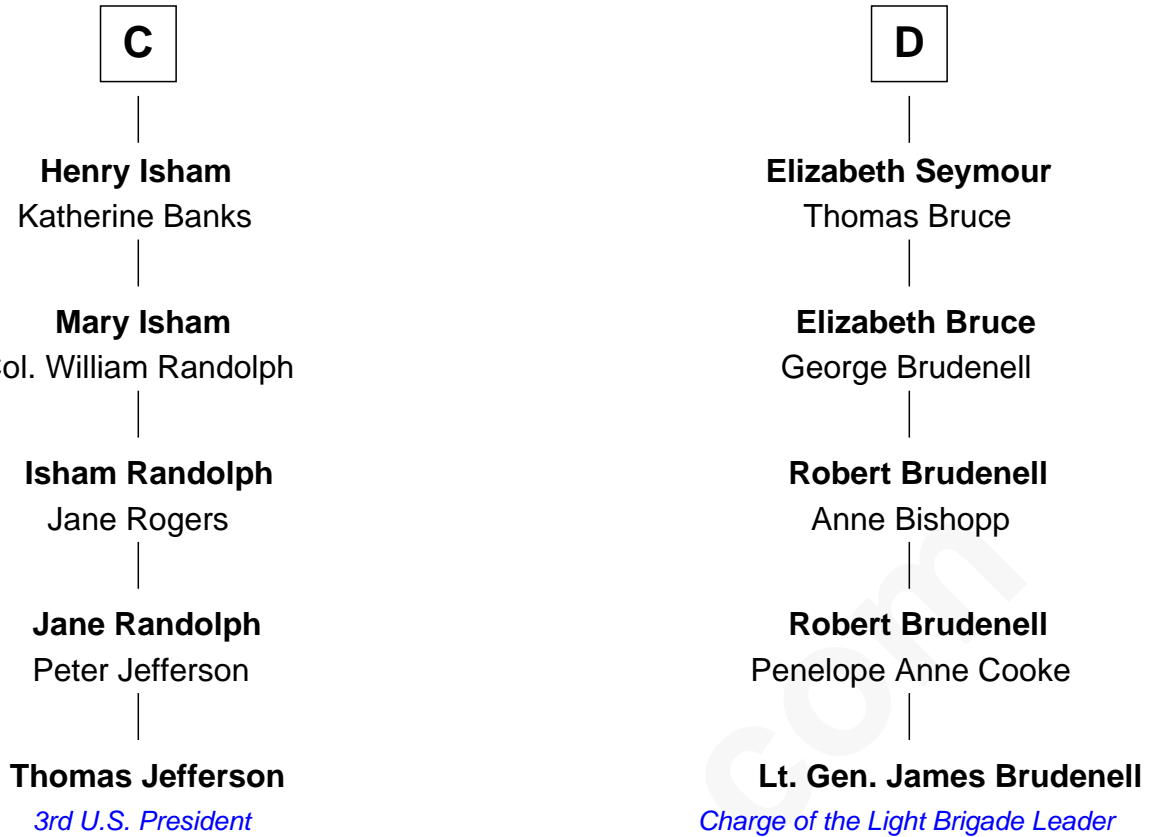 C
Henry Isham
Katherine Banks
Mary Isham
Col. William Randolph
Isham Randolph
Jane Rogers
Jane Randolph
Peter Jefferson
Thomas Jefferson
3rd U.S. President
D
Elizabeth Seymour
Thomas Bruce
Elizabeth Bruce
George Brudenell
Robert Brudenell
Anne Bishopp
Robert Brudenell
Penelope Anne Cooke
Lt. Gen. James Brudenell
Charge of the Light Brigade Leader
com